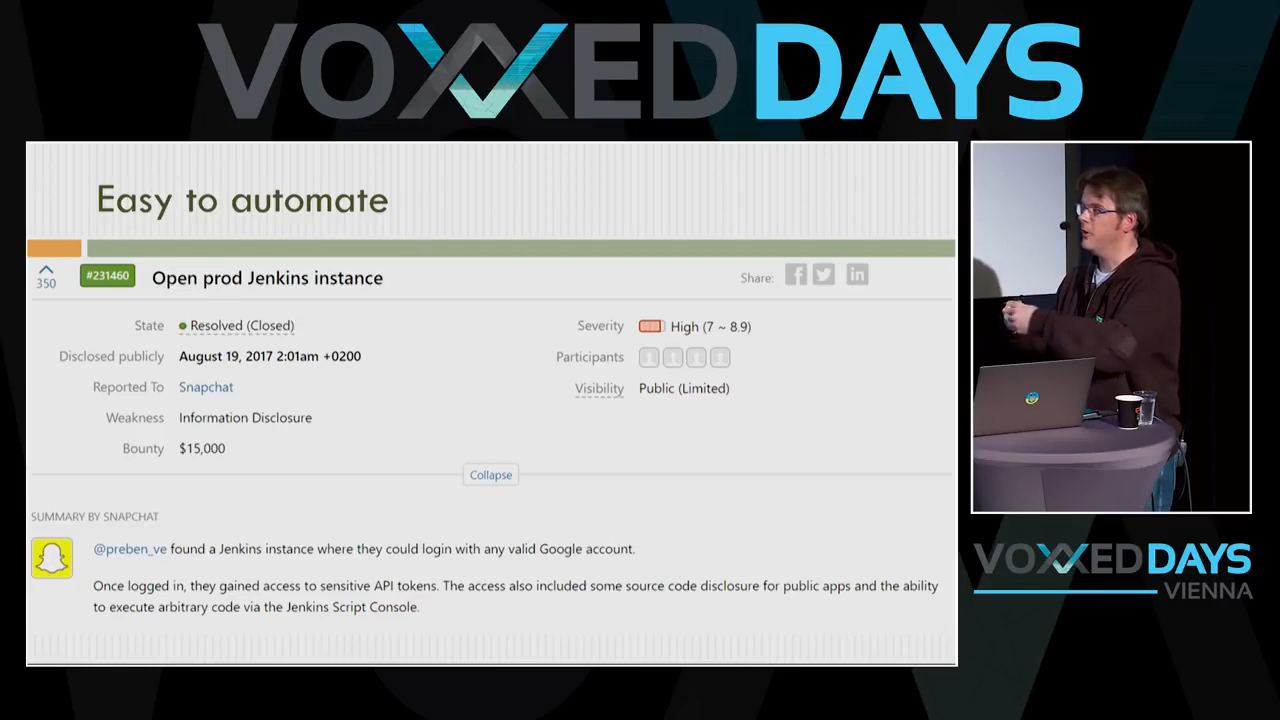 VOXXED DAYS
Easy to automate
350
#231460
Open prod Jenkins instance
Share:
State Resolved (Closed)
Severity High (7 ~ 8.9)
Disclosed publicly August 19, 2017 2:01am +0200
Participants
Reported To Snapchat
Visibility Public (Limited)
Weakness Information Disclosure
Bounty $15,000
Collapse
SUMMARY BY SNAPCHAT
@preben_ve found a Jenkins instance where they could login with any valid Google account.
Once logged in, they gained access to sensitive API tokens. The access also included some source code disclosure for public apps and the ability
to execute arbitrary code via the Jenkins Script Console.
VOXXED DAYS
VIENNA